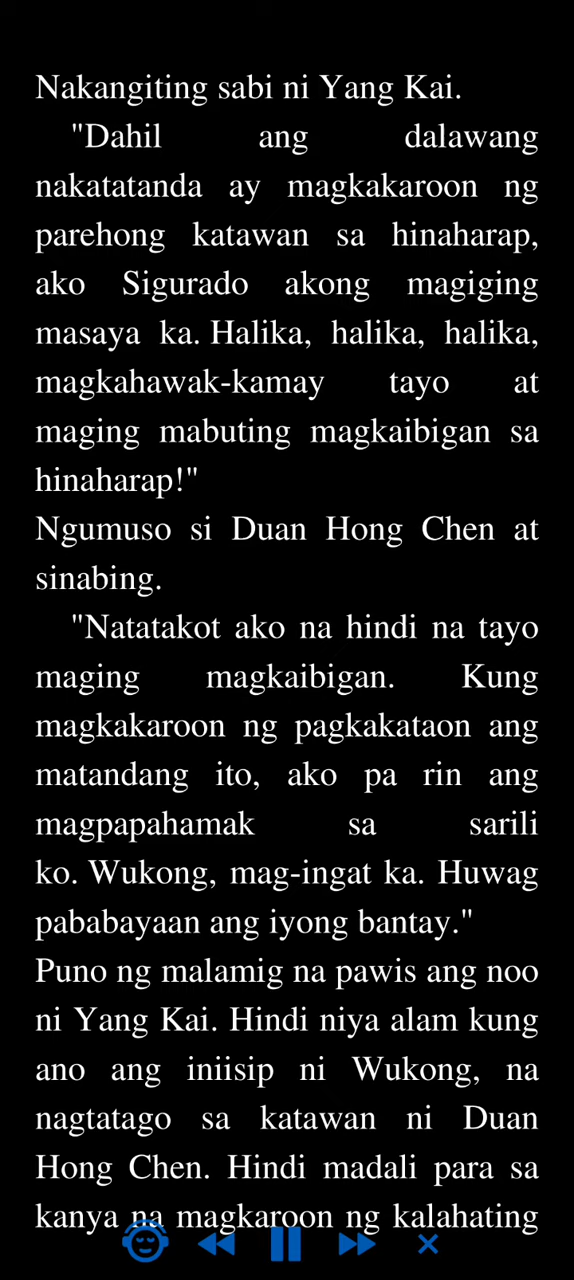 Nakangiting sabi ni Yang Kai.
"Dahil ang dalawang
nakatatanda ay magkakaroon ng
parehong katawan sa hinaharap,
ako Sigurado akong magiging
masaya ka. Halika, halika, halika,
magkahawak-kamay tayo at
maging mabuting magkaibigan sa
hinaharap!"
Ngumuso si Duan Hong Chen at
sinabing.
"Natatakot ako na hindi na tayo
maging magkaibigan. Kung
magkakaroon ng pagkakataon ang
matandang ito, ako pa rin ang
magpapahamak sa sarili
ko. Wukong, mag-ingat ka. Huwag
pababayaan ang iyong bantay."
Puno ng malamig na pawis ang noo
ni Yang Kai. Hindi niya alam kung
ano ang iniisip ni Wukong, na
nagtatago sa katawan ni Duan
Hong Chen. Hindi madali para sa
kanya na magkaroon ng kalahating